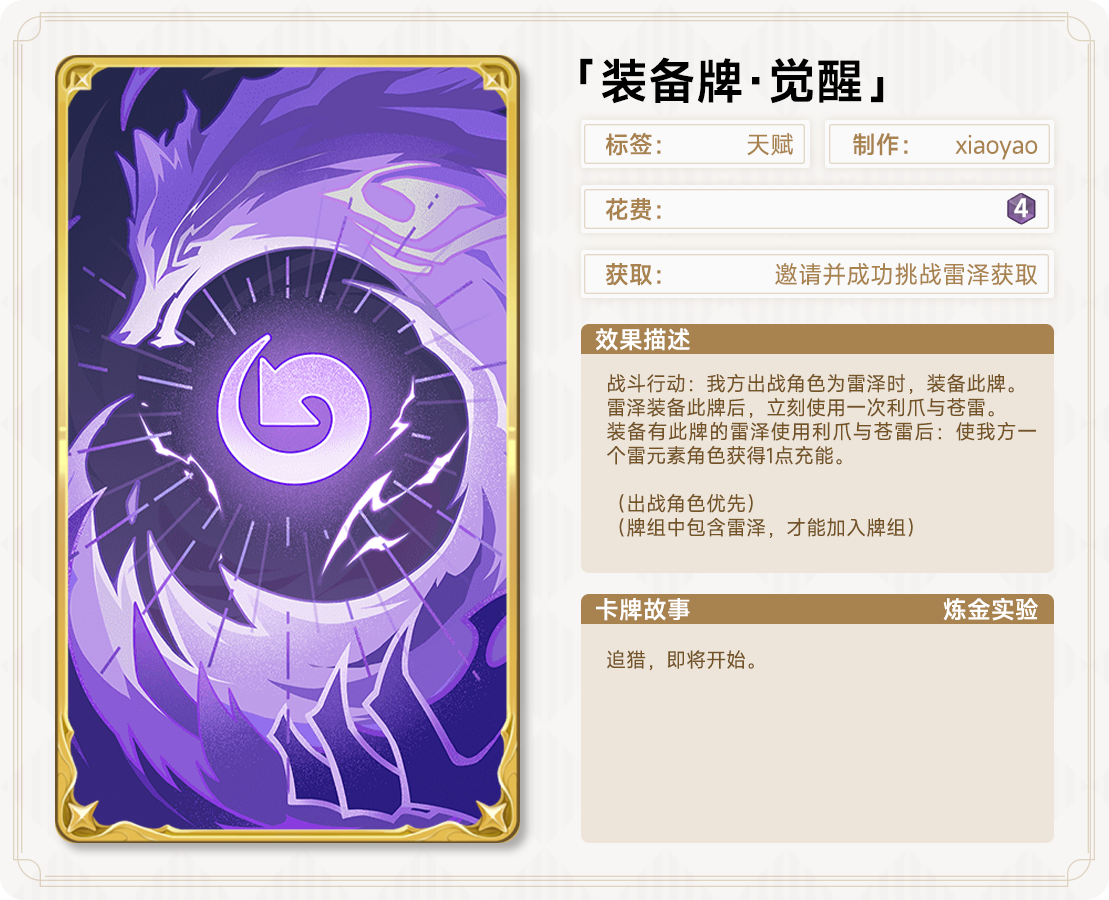 「装备牌·觉醒」
标签： 天赋
制作： xiaoyao
花费： 4
获取： 邀请并成功挑战雷泽获取
效果描述
战斗行动：我方出战角色为雷泽时，装备此牌。
雷泽装备此牌后，立刻使用一次利爪与苍雷。
装备有此牌的雷泽使用利爪与苍雷后：使我方一
个雷元素角色获得1点充能。
（出战角色优先）
（牌组中包含雷泽，才能加入牌组）
卡牌故事 炼金实验
追猎，即将开始。